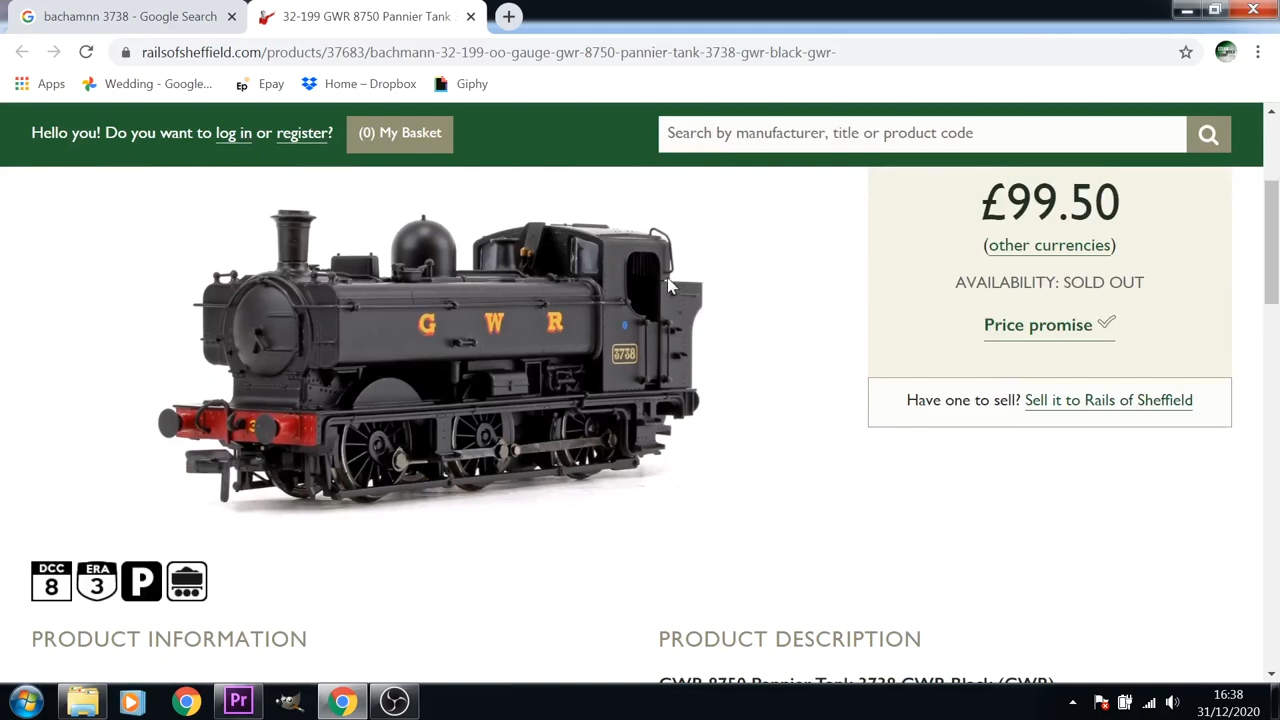 bachamnn 3738 - Google Search
32-199 GWR 8750 Pannier Tank
railsofsheffield.com/products/37683/bachmann-32-199-oo-gauge-gwr-8750-pannier-tank-3738-gwr-black-gwr-
Apps Wedding - Google... Ep Epay Home – Dropbox Giphy
Hello you! Do you want to log in or register? (0) My Basket Search by manufacturer, title or product code
£99.50
(other currencies)
AVAILABILITY: SOLD OUT
Price promise
Have one to sell? Sell it to Rails of Sheffield
G W R
3738
3
DCC 8 ERA 3 P
PRODUCT INFORMATION PRODUCT DESCRIPTION
GWR 8750 Pannier Tank 3738 GWR Black (GWR)
Pr
16:38
31/12/2020